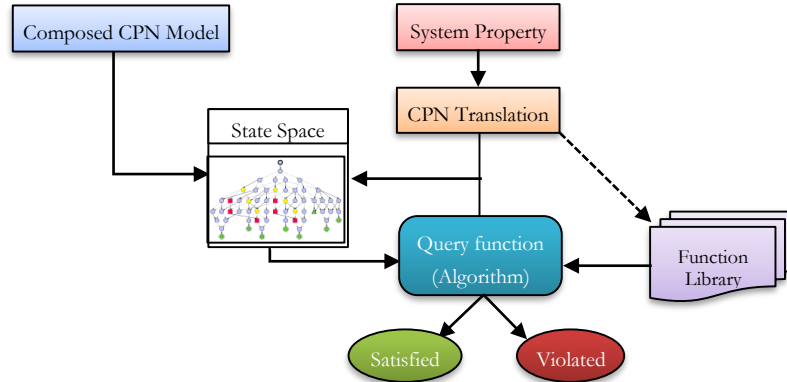 Composed CPN Model
System Property
CPN Translation
State Space
Query function
(Algorithm)
Function
Library
Satisfied
Violated